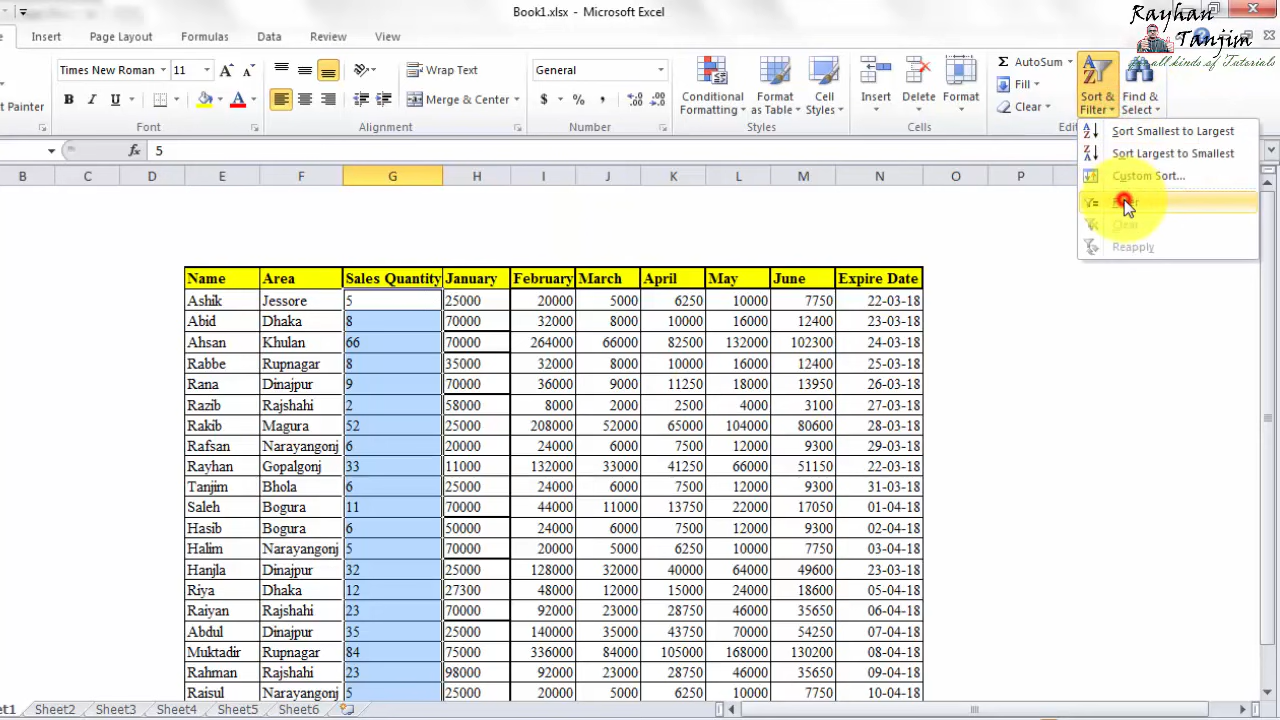 Book1.xlsx - Microsoft Excel
Rayhan
Tanjim
all kinds of Tutorials
Insert Page Layout Formulas Data Review View
Times New Roman 11 Wrap Text General Conditional Formatting Format as Table Cell Styles Insert Delete Format AutoSum Fill Clear Sort & Filter Find & Select
t Painter B I U A Merge & Center $ % ,
Font Alignment Number Styles Cells Edi
Sort Smallest to Largest
Sort Largest to Smallest
Custom Sort...
Clear
Reapply
fx 5
B C D E F G H I J K L M N O P
Name Area Sales Quantity January February March April May June Expire Date
Ashik Jessore 5 25000 20000 5000 6250 10000 7750 22-03-18
Abid Dhaka 8 70000 32000 8000 10000 16000 12400 23-03-18
Ahsan Khulan 66 70000 264000 66000 82500 132000 102300 24-03-18
Rabbe Rupnagar 8 35000 32000 8000 10000 16000 12400 25-03-18
Rana Dinajpur 9 70000 36000 9000 11250 18000 13950 26-03-18
Razib Rajshahi 2 58000 8000 2000 2500 4000 3100 27-03-18
Rakib Magura 52 25000 208000 52000 65000 104000 80600 28-03-18
Rafsan Narayangonj 6 20000 24000 6000 7500 12000 9300 29-03-18
Rayhan Gopalgonj 33 11000 132000 33000 41250 66000 51150 22-03-18
Tanjim Bhola 6 25000 24000 6000 7500 12000 9300 31-03-18
Saleh Bogura 11 70000 44000 11000 13750 22000 17050 01-04-18
Hasib Bogura 6 50000 24000 6000 7500 12000 9300 02-04-18
Halim Narayangonj 5 70000 20000 5000 6250 10000 7750 03-04-18
Hanjla Dinajpur 32 25000 128000 32000 40000 64000 49600 23-03-18
Riya Dhaka 12 27300 48000 12000 15000 24000 18600 05-04-18
Raiyan Rajshahi 23 70000 92000 23000 28750 46000 35650 06-04-18
Abdul Dinajpur 35 25000 140000 35000 43750 70000 54250 07-04-18
Muktadir Rupnagar 84 75000 336000 84000 105000 168000 130200 08-04-18
Rahman Rajshahi 23 98000 92000 23000 28750 46000 35650 09-04-18
Raisul Narayangonj 5 25000 20000 5000 6250 10000 7750 10-04-18
et1 Sheet2 Sheet3 Sheet4 Sheet5 Sheet6